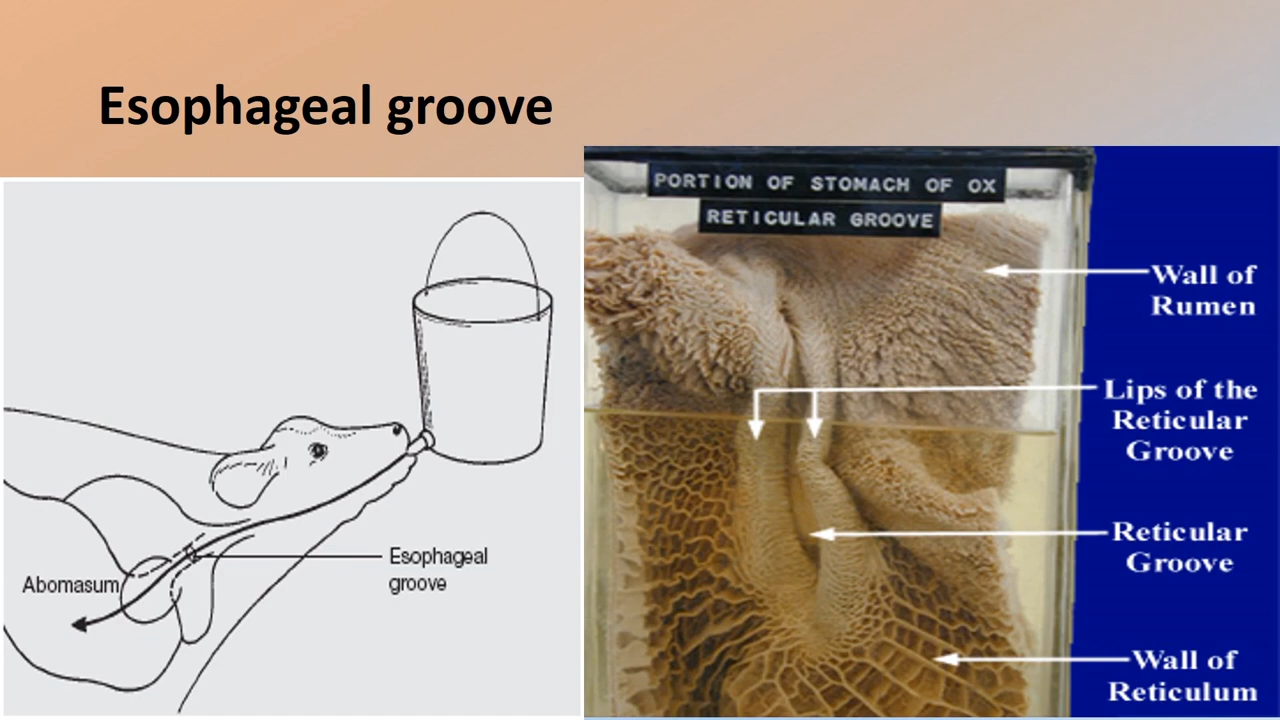 Esophageal groove
Abomasum
Esophageal
groove
PORTION OF STOMACH OF OX
RETICULAR GROOVE
Wall of
Rumen
Lips of the
Reticular
Groove
Reticular
Groove
Wall of
Reticulum